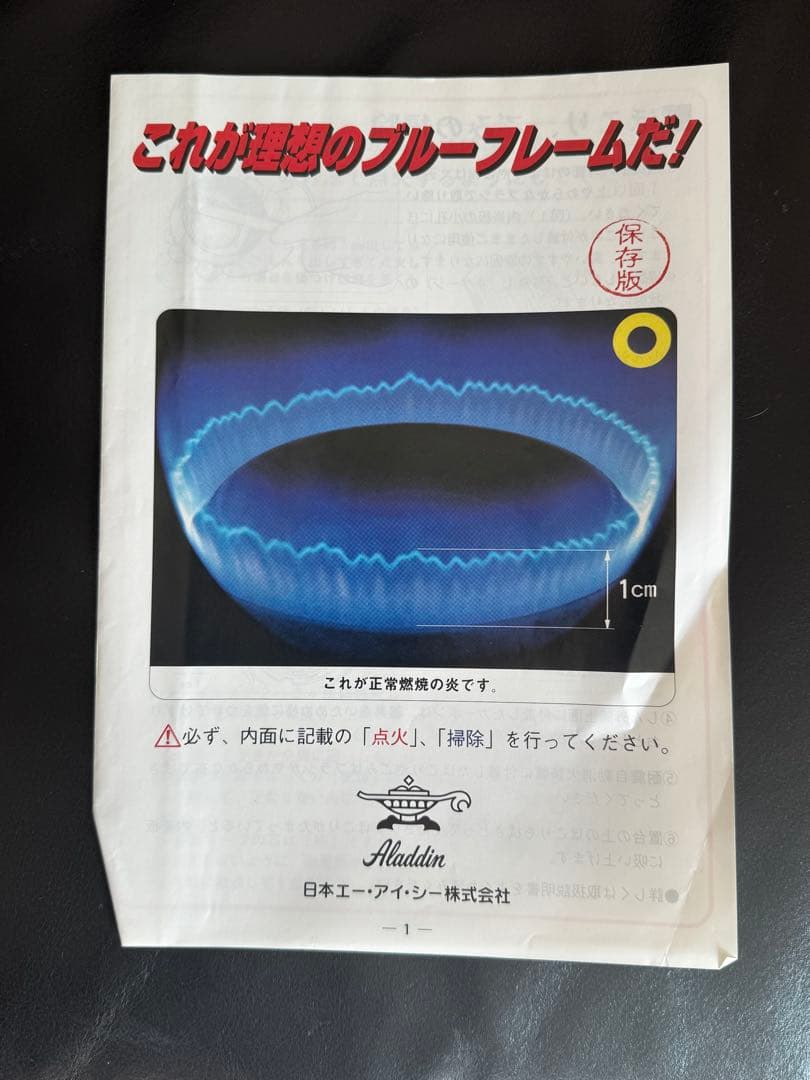 これが理想のブルーフレームだ!
保存版
1cm
これが正常燃焼の炎です。
⚠必ず、内面に記載の「点火」、「掃除」を行ってください。
Aladdin
日本エー・アイ・シー株式会社
― 1 ―